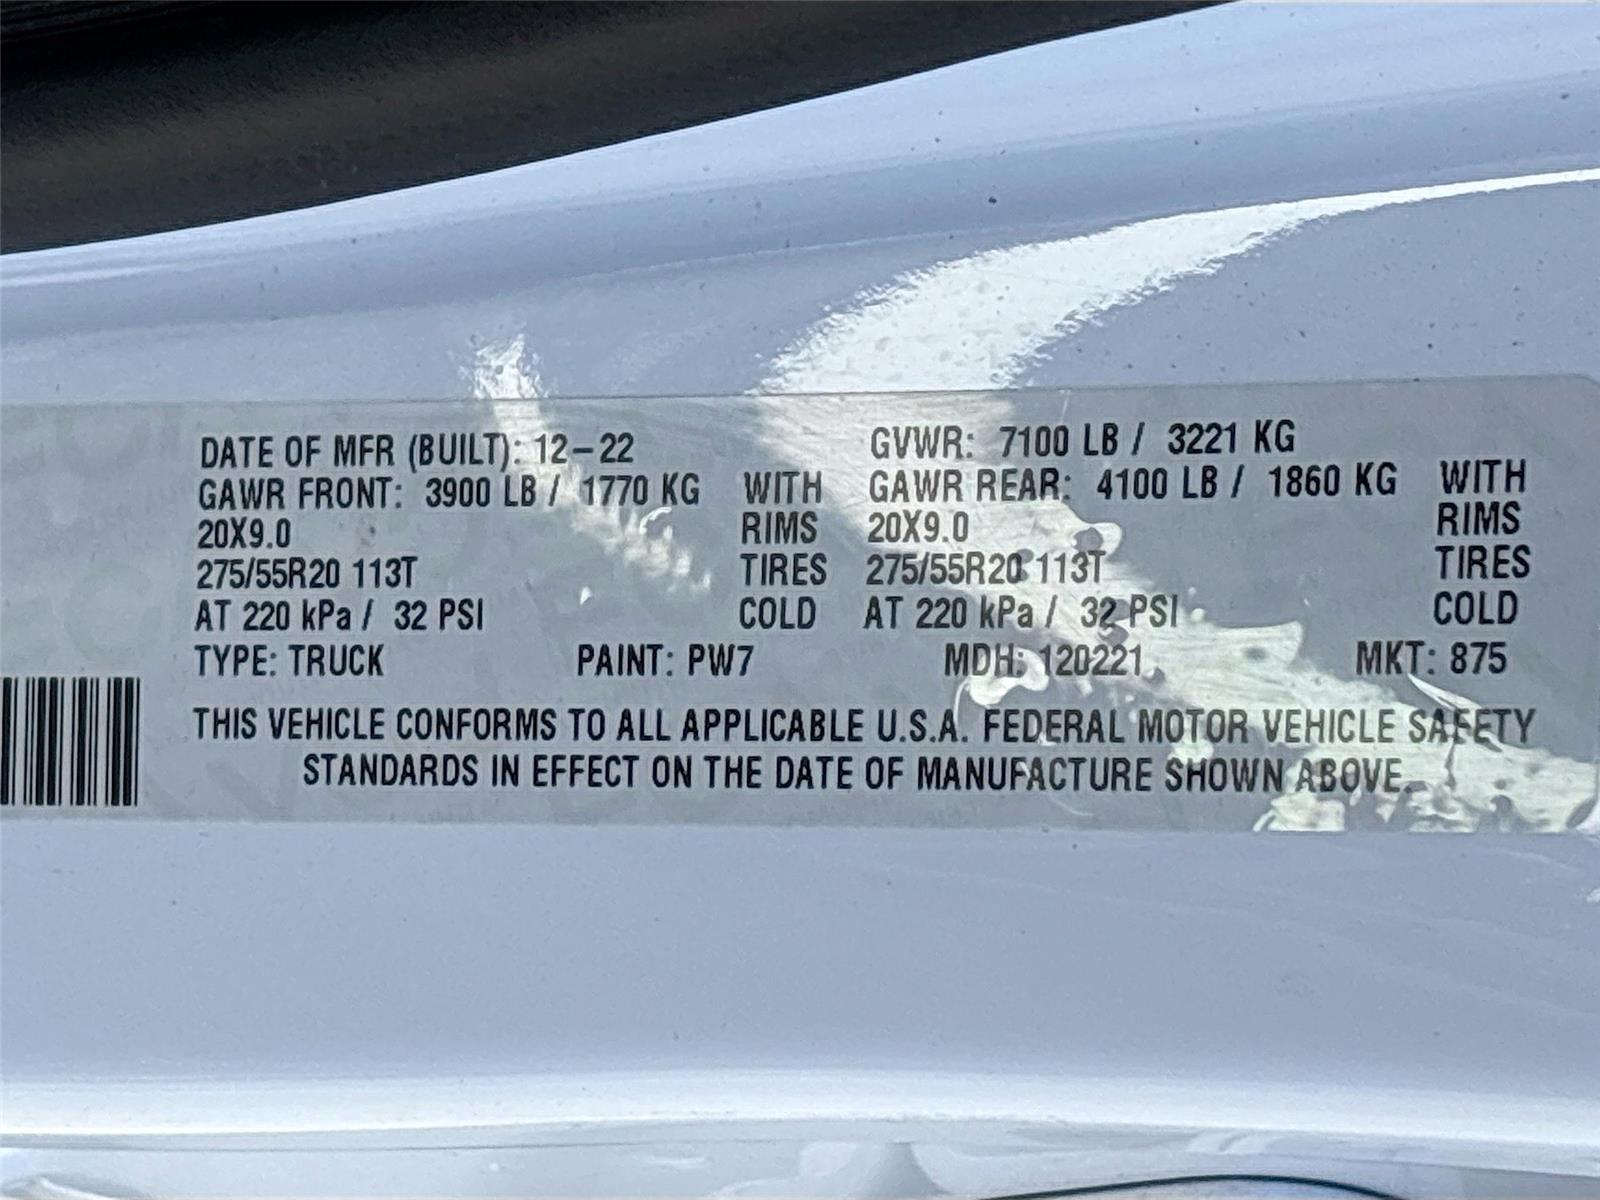 DATE OF MFR (BUILT): 12-22 GVWR: 7100 LB / 3221 KG
GAWR FRONT: 3900 LB / 1770 KG WITH GAWR REAR: 4100 LB / 1860 KG WITH
20X9.0 RIMS 20X9.0 RIMS
275/55R20 113T TIRES 275/55R20 113T TIRES
AT 220 kPa / 32 PSI COLD AT 220 kPa / 32 PSI COLD
TYPE: TRUCK PAINT: PW7 MDH: 120221 MKT: 875
THIS VEHICLE CONFORMS TO ALL APPLICABLE U.S.A. FEDERAL MOTOR VEHICLE SAFETY
STANDARDS IN EFFECT ON THE DATE OF MANUFACTURE SHOWN ABOVE.